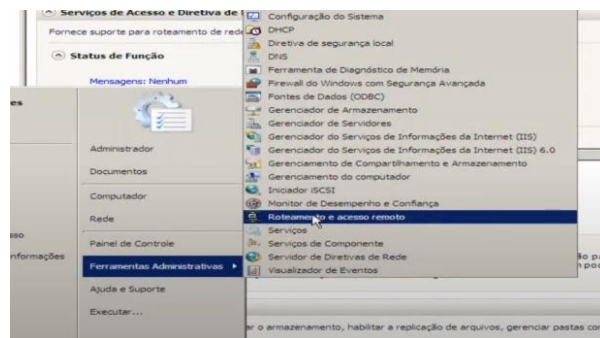 Serviços de Acesso e Diretiva de
Fornece suporte para roteamento de rede
Status de Função
Mensagens: Nenhum
es
Administrador
Documentos
Computador
Rede
sso
Painel de Controle
nformações
Ferramentas Administrativas
Ajuda e Suporte
Executar...
Configuração do Sistema
DHCP
Diretiva de segurança local
DNS
Ferramenta de Diagnóstico de Memória
Firewall do Windows com Segurança Avançada
Fontes de Dados (ODBC)
Gerenciador de Armazenamento
Gerenciador de Servidores
Gerenciador do Serviços de Informações da Internet (IIS)
Gerenciador do Serviços de Informações da Internet (IIS) 6.0
Gerenciamento de Compartilhamento e Armazenamento
Gerenciamento do computador
Iniciador iSCSI
Monitor de Desempenho e Confiança
Roteamento e acesso remoto
Serviços
Serviços de Componente
Servidor de Diretivas de Rede
Visualizador de Eventos
ar o armazenamento, habilitar a replicação de arquivos, gerenciar pastas com